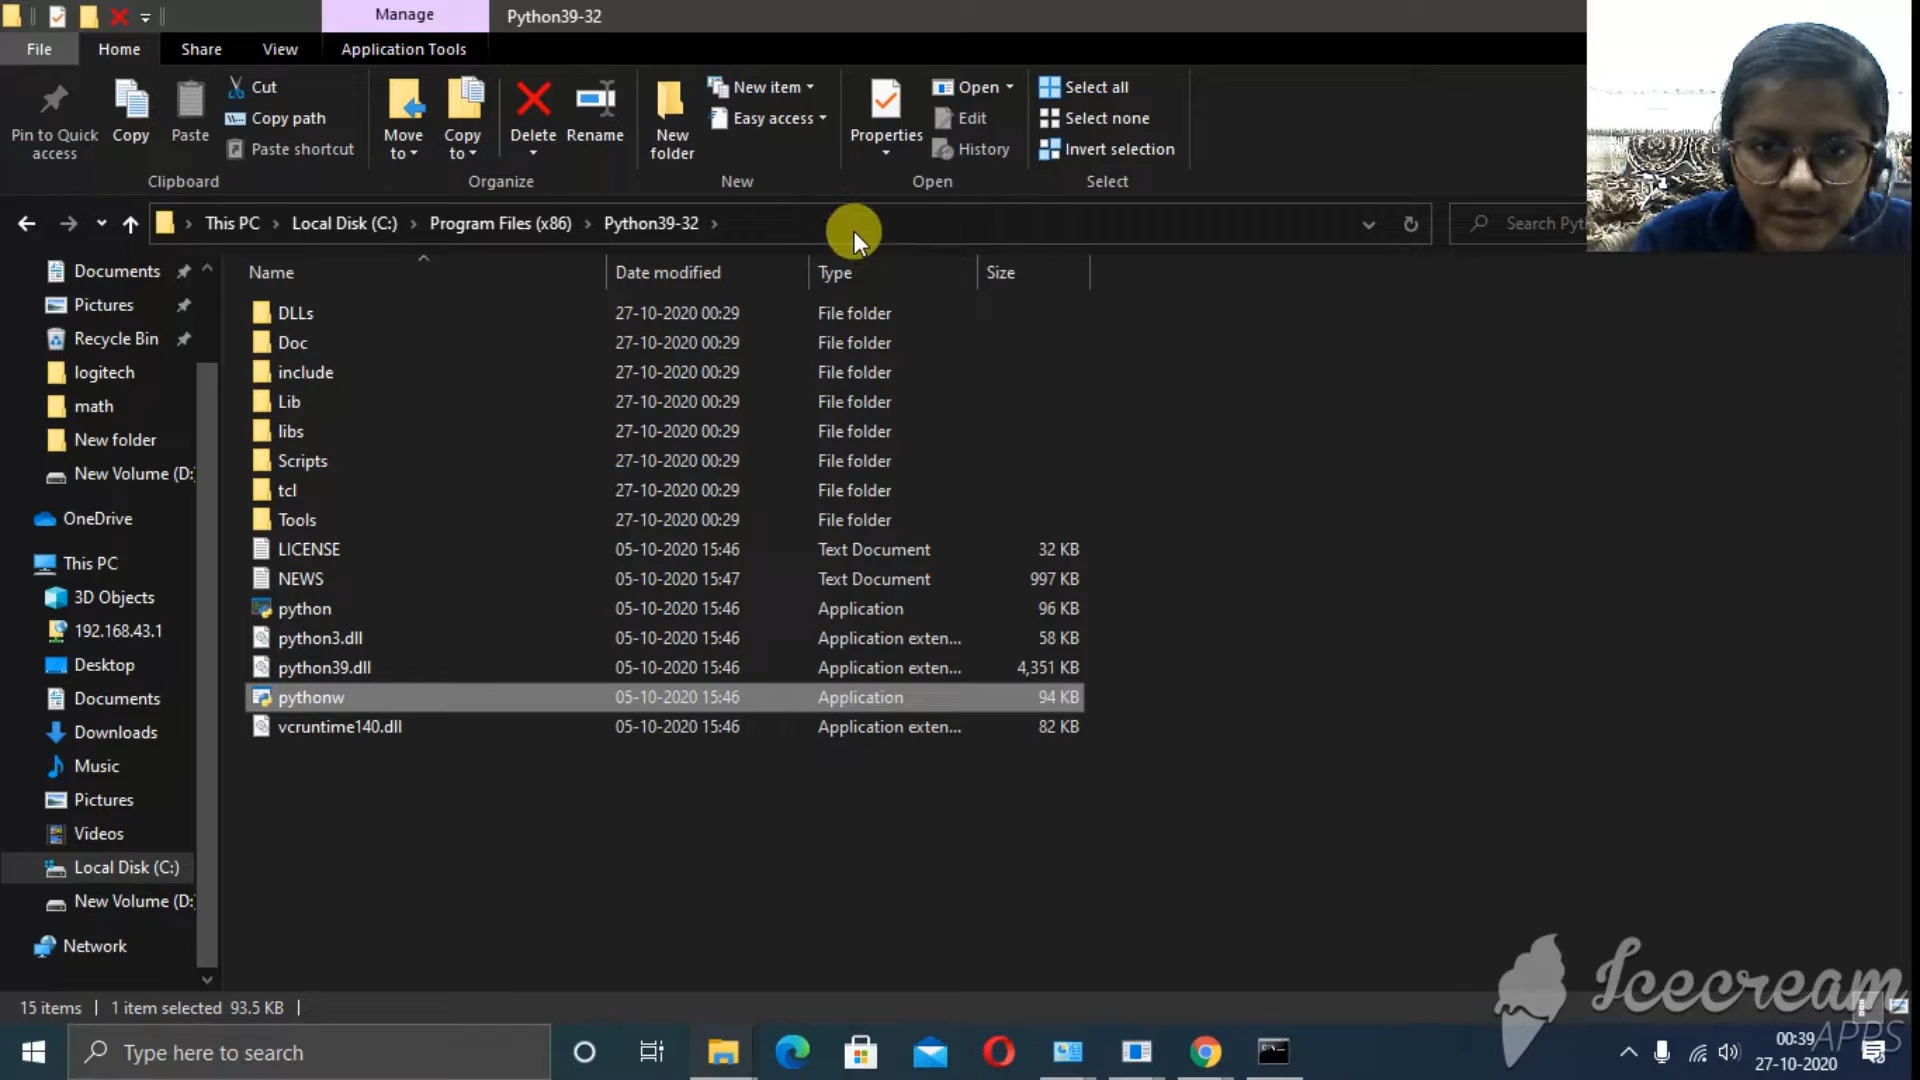 Manage
Python39-32
File
Home
Share
View
Application Tools
Pin to Quick access
Copy
Paste
Cut
Copy path
Paste shortcut
Clipboard
Move to
Copy to
Delete
Rename
Organize
New folder
New item
Easy access
New
Properties
Open
Edit
History
Open
Select all
Select none
Invert selection
Select
This PC > Local Disk (C:) > Program Files (x86) > Python39-32 >
Search Pyt
Documents
Pictures
Recycle Bin
logitech
math
New folder
New Volume (D:
OneDrive
This PC
3D Objects
192.168.43.1
Desktop
Documents
Downloads
Music
Pictures
Videos
Local Disk (C:)
New Volume (D:
Network
Name Date modified Type Size
DLLs 27-10-2020 00:29 File folder
Doc 27-10-2020 00:29 File folder
include 27-10-2020 00:29 File folder
Lib 27-10-2020 00:29 File folder
libs 27-10-2020 00:29 File folder
Scripts 27-10-2020 00:29 File folder
tcl 27-10-2020 00:29 File folder
Tools 27-10-2020 00:29 File folder
LICENSE 05-10-2020 15:46 Text Document 32 KB
NEWS 05-10-2020 15:47 Text Document 997 KB
python 05-10-2020 15:46 Application 96 KB
python3.dll 05-10-2020 15:46 Application exten... 58 KB
python39.dll 05-10-2020 15:46 Application exten... 4,351 KB
pythonw 05-10-2020 15:46 Application 94 KB
vcruntime140.dll 05-10-2020 15:46 Application exten... 82 KB
15 items | 1 item selected 93.5 KB |
Icecream
APPS
Type here to search
00:39
27-10-2020